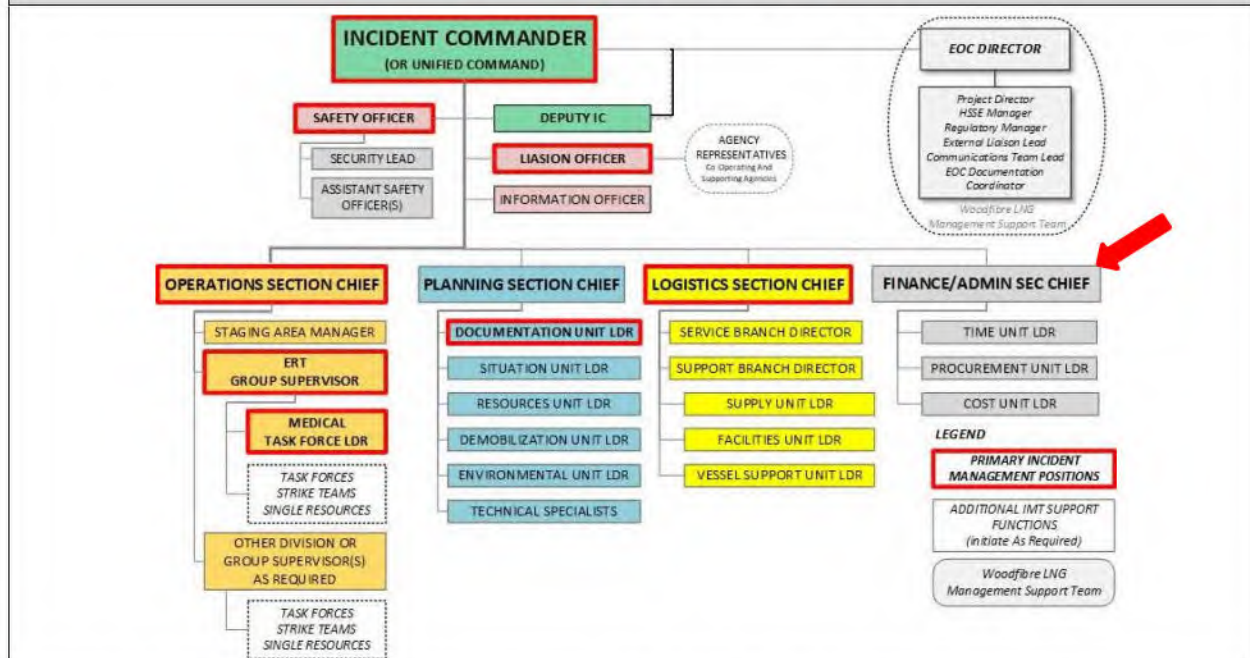 INCIDENT COMMANDER
(OR UNIFIED COMMAND)
EOC DIRECTOR
Project Director
HSSE Manager
Regulatory Manager
External Liaison Lead
Communications Team Lead
EOC Documentation
Coordinator
Woodfibre LNG
Management Support Team
SAFETY OFFICER
DEPUTY IC
SECURITY LEAD
LIASION OFFICER
AGENCY
REPRESENTATIVES
Co Operating And
Supporting Agencies
ASSISTANT SAFETY
OFFICER(S)
INFORMATION OFFICER
OPERATIONS SECTION CHIEF
STAGING AREA MANAGER
ERT
GROUP SUPERVISOR
MEDICAL
TASK FORCE LDR
TASK FORCES
STRIKE TEAMS
SINGLE RESOURCES
OTHER DIVISION OR
GROUP SUPERVISOR(S)
AS REQUIRED
TASK FORCES
STRIKE TEAMS
SINGLE RESOURCES
PLANNING SECTION CHIEF
DOCUMENTATION UNIT LDR
SITUATION UNIT LDR
RESOURCES UNIT LDR
DEMOBILIZATION UNIT LDR
ENVIRONMENTAL UNIT LDR
TECHNICAL SPECIALISTS
LOGISTICS SECTION CHIEF
SERVICE BRANCH DIRECTOR
SUPPORT BRANCH DIRECTOR
SUPPLY UNIT LDR
FACILITIES UNIT LDR
VESSEL SUPPORT UNIT LDR
FINANCE/ADMIN SEC CHIEF
TIME UNIT LDR
PROCUREMENT UNIT LDR
COST UNIT LDR
LEGEND
PRIMARY INCIDENT
MANAGEMENT POSITIONS
ADDITIONAL IMT SUPPORT
FUNCTIONS
(initiate As Required)
Woodfibre LNG
Management Support Team